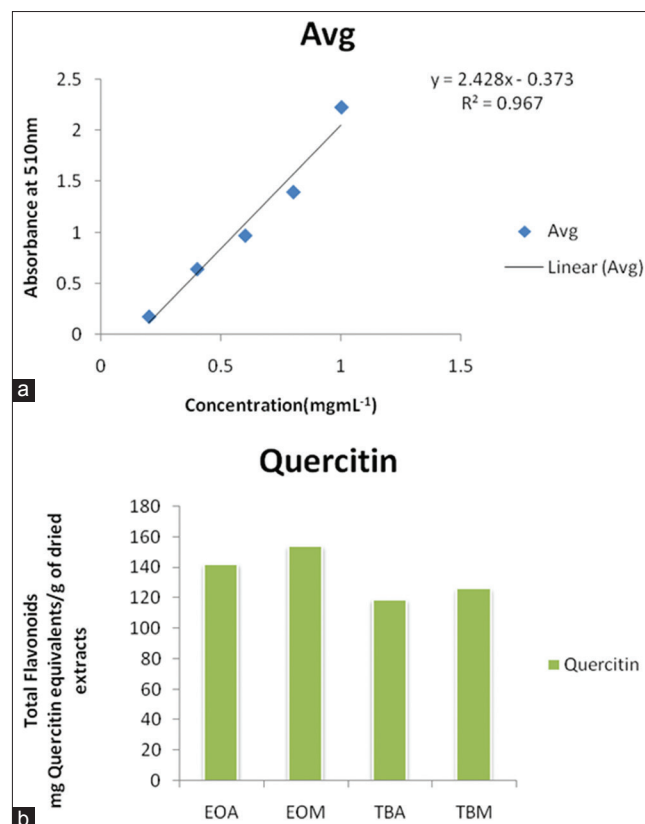 Avg
2.5
2
1.5
1
0.5
0
0
0.5
1
1.5
Absorbance at 510nm
Concentration(mgmL⁻¹)
y = 2.428x - 0.373
R² = 0.967
Avg
Linear (Avg)
a
Quercitin
180
160
140
120
100
80
60
40
20
0
Total Flavonoids
mg Quercitin equivalents/g of dried
extracts
EOA
EOM
TBA
TBM
Quercitin
b